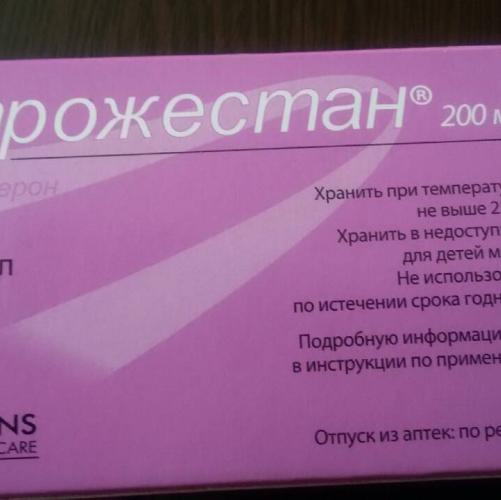 рожестан® 200 м
ерон
Хранить при температу
не выше 2
Хранить в недоступ
для детей м
Не использо
по истечении срока годн
Подробную информаци
в инструкции по примен
NS
CARE
Отпуск из аптек: по ре